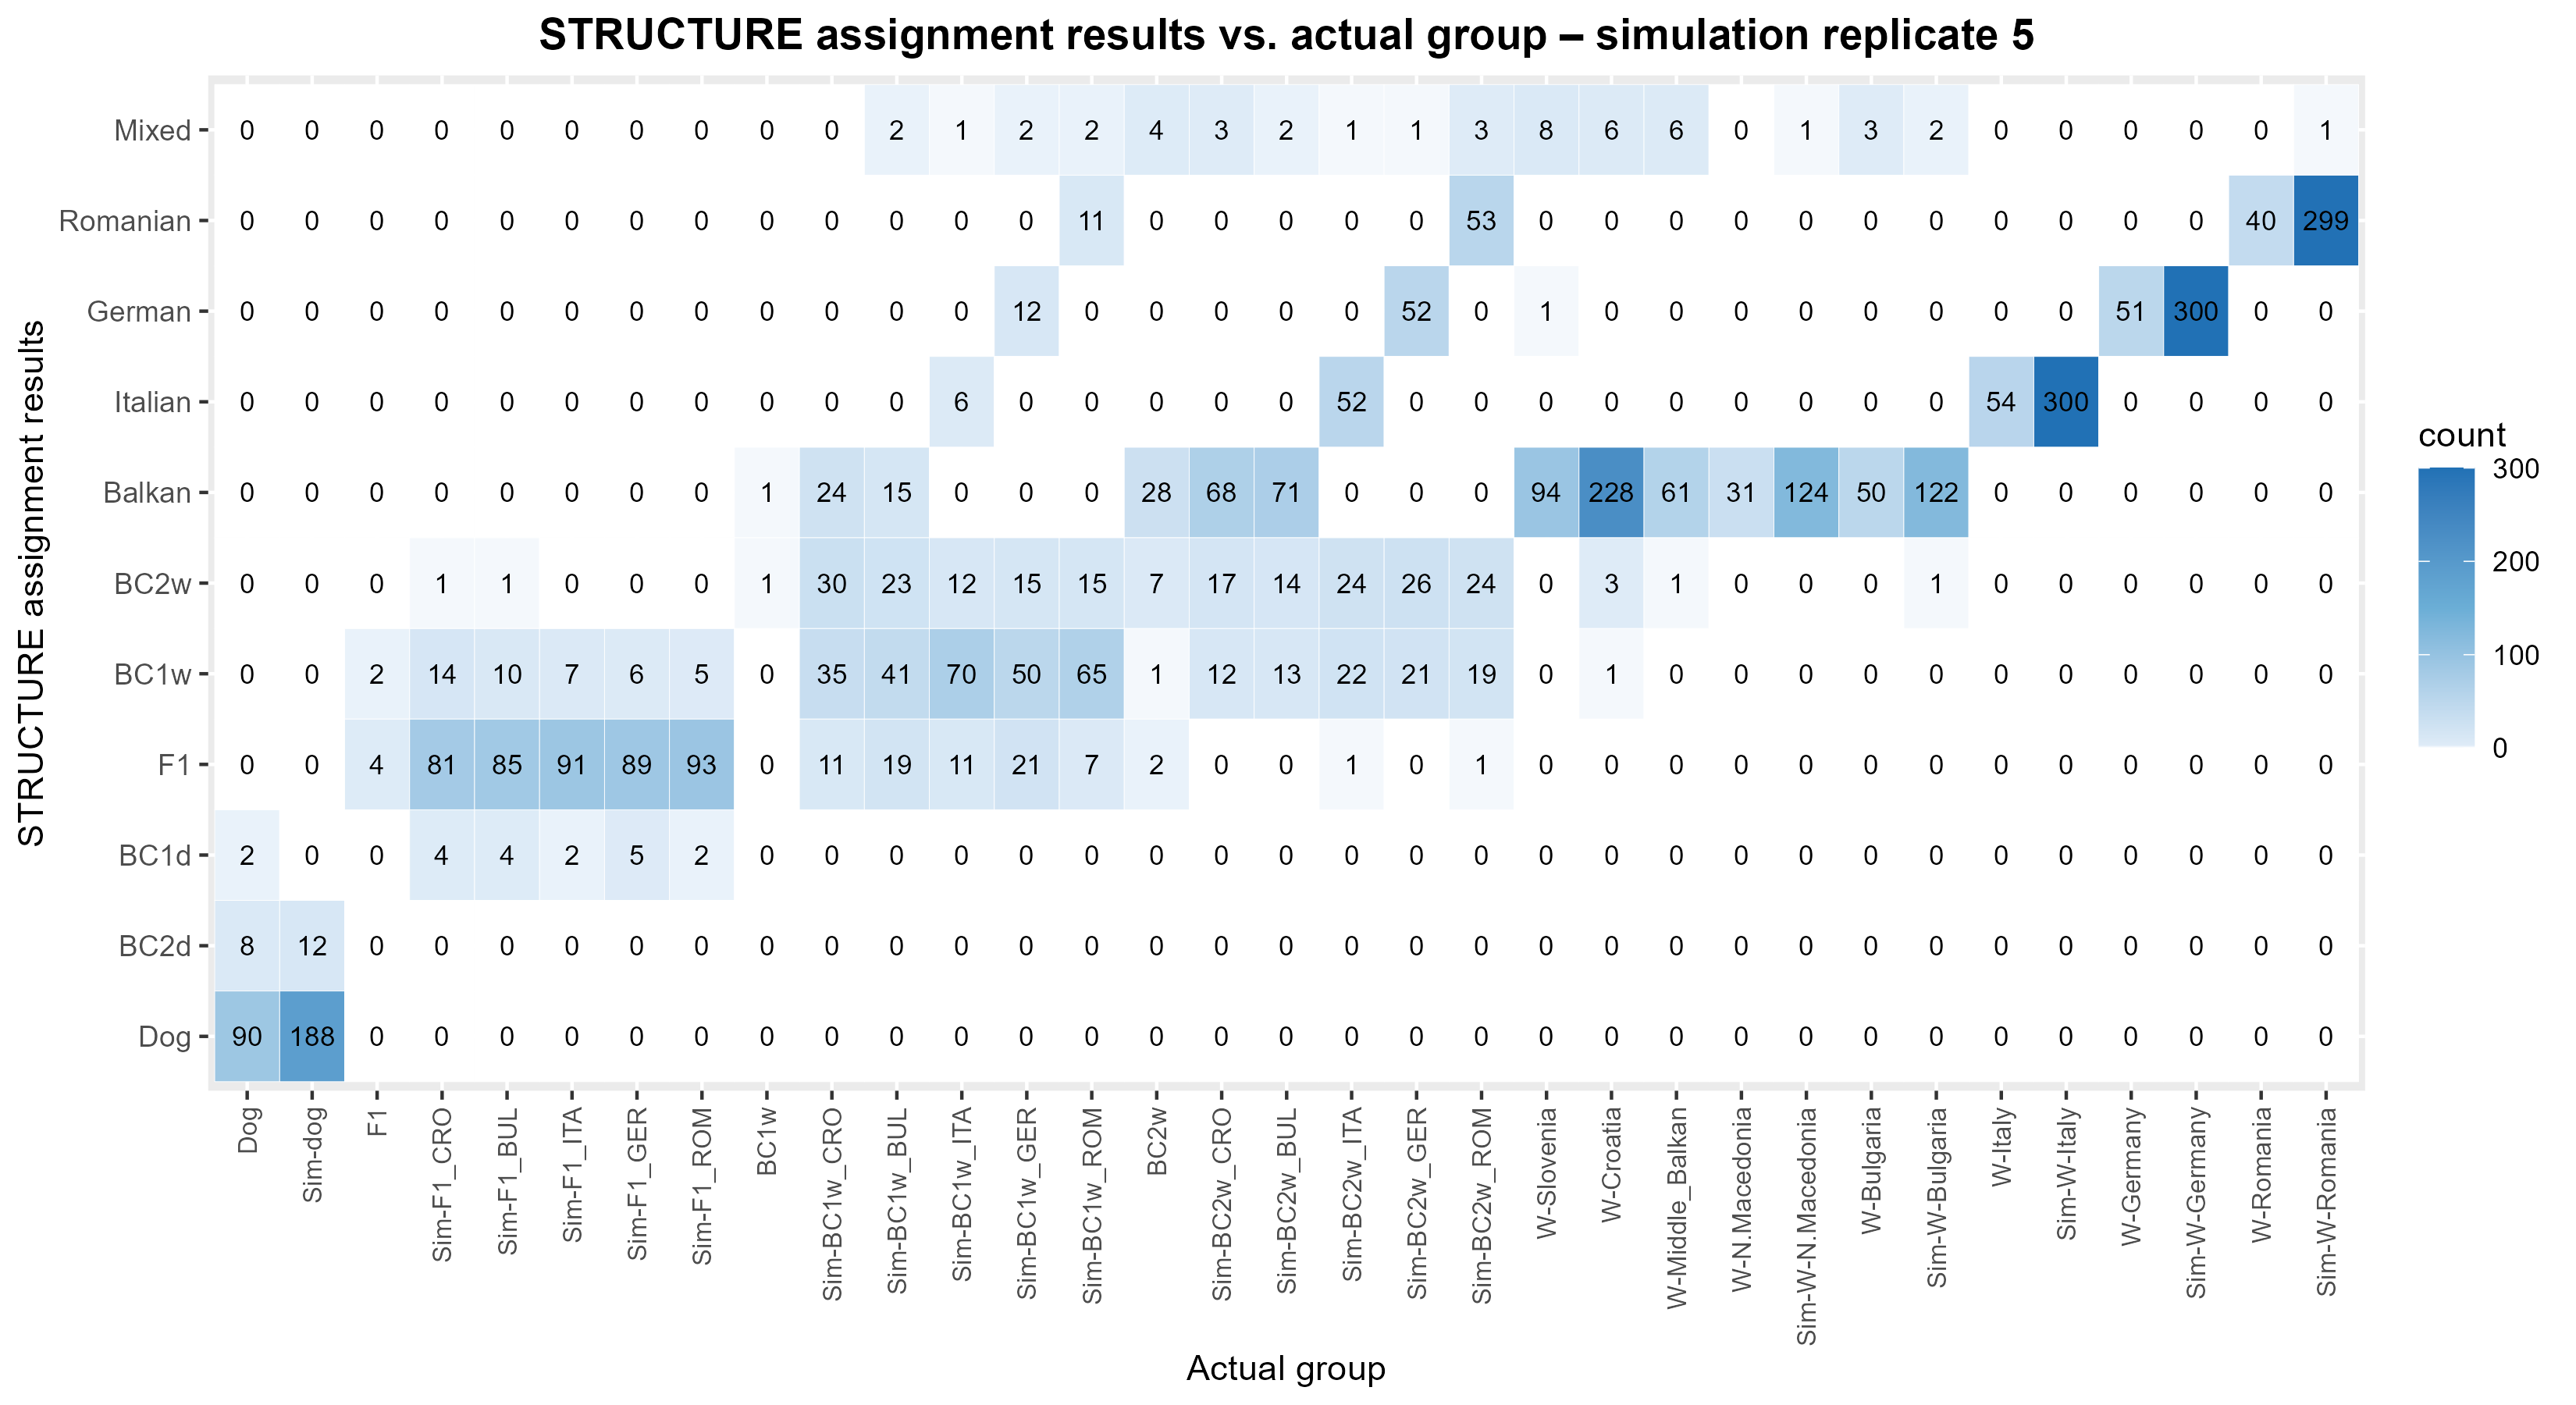 STRUCTURE assignment results vs. actual group – simulation replicate 5
STRUCTURE assignment results
Mixed 0 0 0 0 0 0 0 0 0 0 2 1 2 2 4 3 2 1 1 3 8 6 6 0 1 3 2 0 0 0 0 0 1
Romanian 0 0 0 0 0 0 0 0 0 0 0 0 0 11 0 0 0 0 0 53 0 0 0 0 0 0 0 0 0 0 0 40 299
German 0 0 0 0 0 0 0 0 0 0 0 0 12 0 0 0 0 0 52 0 1 0 0 0 0 0 0 0 0 51 300 0 0
Italian 0 0 0 0 0 0 0 0 0 0 0 6 0 0 0 0 0 52 0 0 0 0 0 0 0 0 0 54 300 0 0 0 0
Balkan 0 0 0 0 0 0 0 0 1 24 15 0 0 0 28 68 71 0 0 0 94 228 61 31 124 50 122 0 0 0 0 0 0
BC2w 0 0 0 1 1 0 0 0 1 30 23 12 15 15 7 17 14 24 26 24 0 3 1 0 0 0 1 0 0 0 0 0 0
BC1w 0 0 2 14 10 7 6 5 0 35 41 70 50 65 1 12 13 22 21 19 0 1 0 0 0 0 0 0 0 0 0 0 0
F1 0 0 4 81 85 91 89 93 0 11 19 11 21 7 2 0 0 1 0 1 0 0 0 0 0 0 0 0 0 0 0 0 0
BC1d 2 0 0 4 4 2 5 2 0 0 0 0 0 0 0 0 0 0 0 0 0 0 0 0 0 0 0 0 0 0 0 0 0
BC2d 8 12 0 0 0 0 0 0 0 0 0 0 0 0 0 0 0 0 0 0 0 0 0 0 0 0 0 0 0 0 0 0 0
Dog 90 188 0 0 0 0 0 0 0 0 0 0 0 0 0 0 0 0 0 0 0 0 0 0 0 0 0 0 0 0 0 0 0
Dog
Sim-dog
F1
Sim-F1_CRO
Sim-F1_BUL
Sim-F1_ITA
Sim-F1_GER
Sim-F1_ROM
BC1w
Sim-BC1w_CRO
Sim-BC1w_BUL
Sim-BC1w_ITA
Sim-BC1w_GER
Sim-BC1w_ROM
BC2w
Sim-BC2w_CRO
Sim-BC2w_BUL
Sim-BC2w_ITA
Sim-BC2w_GER
Sim-BC2w_ROM
W-Slovenia
W-Croatia
W-Middle_Balkan
W-N.Macedonia
Sim-W-N.Macedonia
W-Bulgaria
Sim-W-Bulgaria
W-Italy
Sim-W-Italy
W-Germany
Sim-W-Germany
W-Romania
Sim-W-Romania
Actual group
count
300
200
100
0